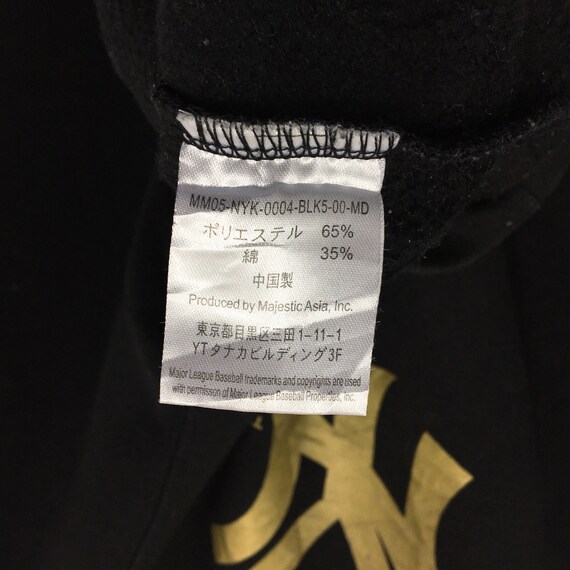 MM05-NYK-0004-BLK5-00-MD
ポリエステル 65%
綿 35%
中国製
Produced by Majestic Asia, Inc.
東京都目黒区三田1-11-1
YTタナカビルディング3F
Major League Baseball trademarks and copyrights are used
with permisson of Major League Baseball Properties, Inc.
NY